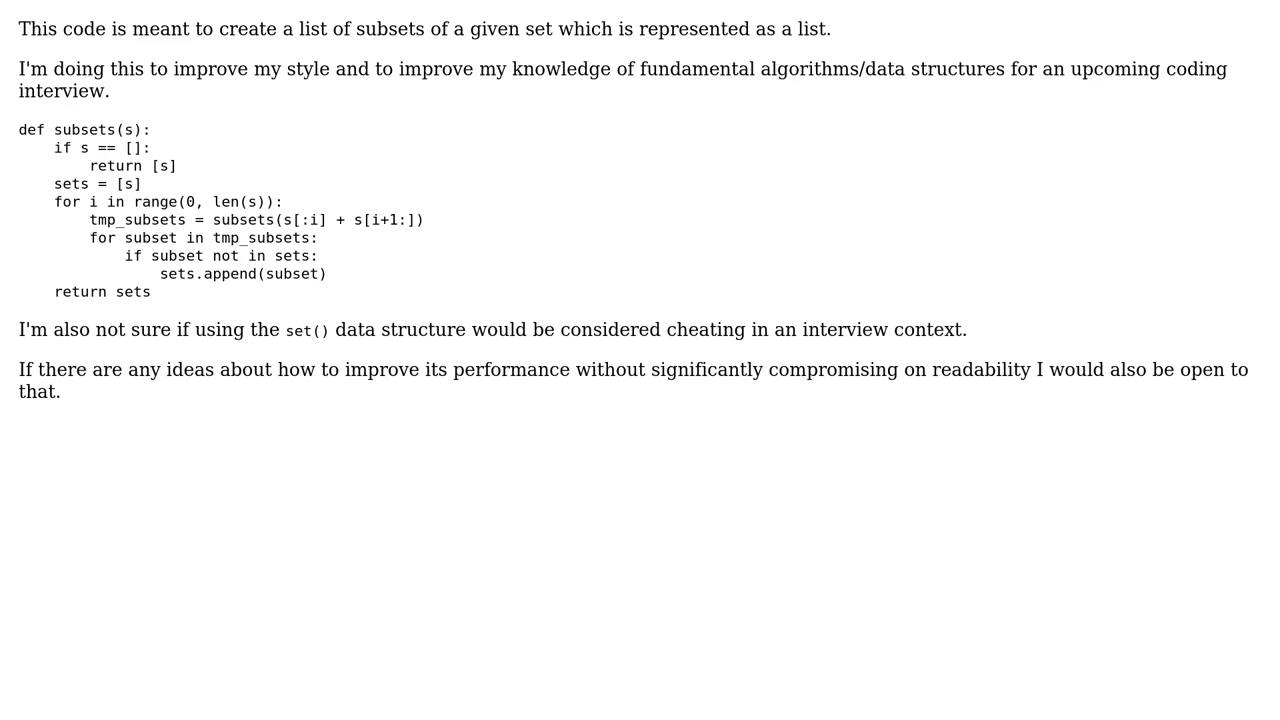 This code is meant to create a list of subsets of a given set which is represented as a list.
I'm doing this to improve my style and to improve my knowledge of fundamental algorithms/data structures for an upcoming coding
interview.
def subsets(s):
    if s == []:
        return [s]
    sets = [s]
    for i in range(0, len(s)):
        tmp_subsets = subsets(s[:i] + s[i+1:])
        for subset in tmp_subsets:
            if subset not in sets:
                sets.append(subset)
    return sets
I'm also not sure if using the set() data structure would be considered cheating in an interview context.
If there are any ideas about how to improve its performance without significantly compromising on readability I would also be open to
that.